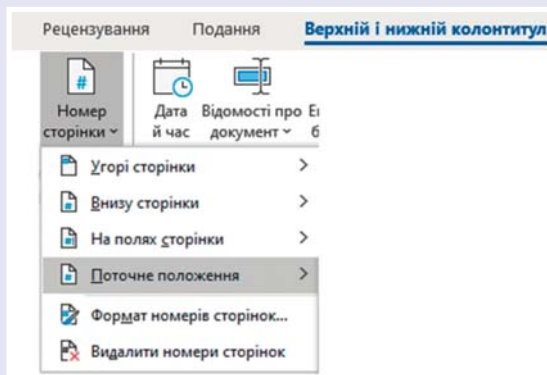 Рецензування Подання Верхній і нижній колонтитул
Номер сторінки
Дата й час
Відомості про документ
Угорі сторінки
Внизу сторінки
На полях сторінки
Поточне положення
Формат номерів сторінок...
Видалити номери сторінок